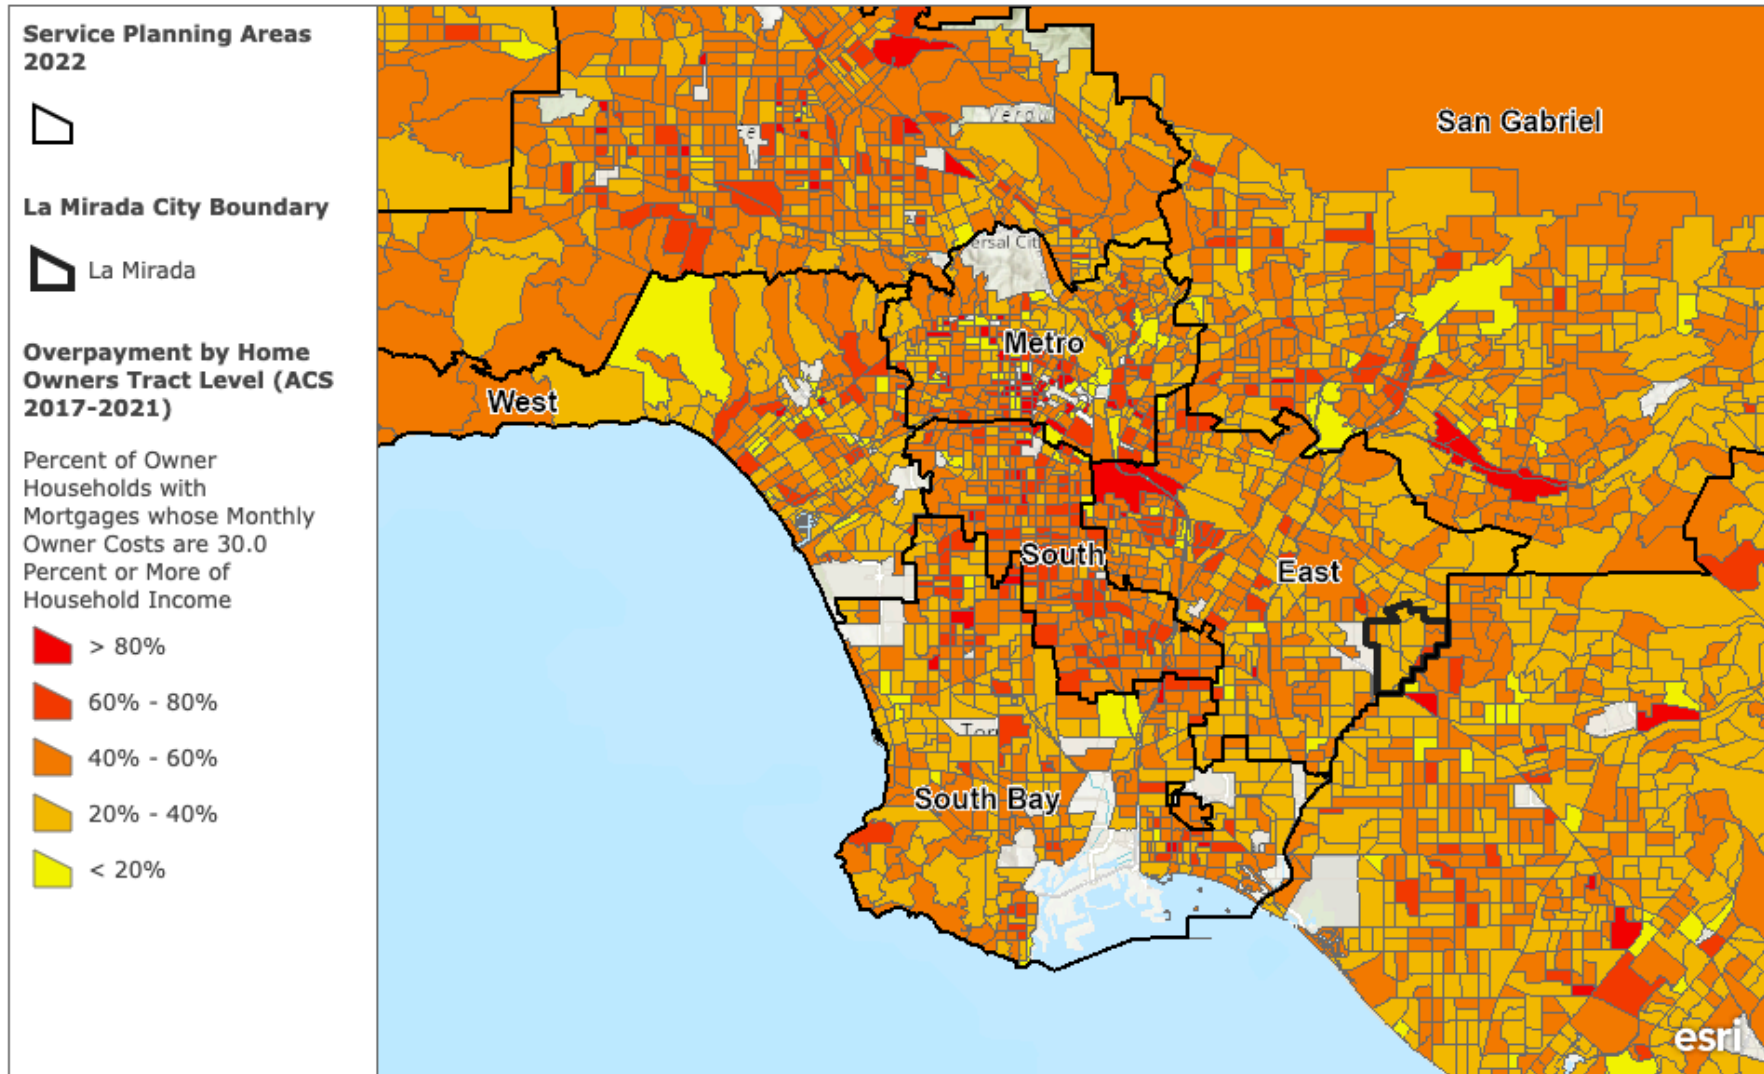 Service Planning Areas
2022
La Mirada City Boundary
La Mirada
Overpayment by Home
Owners Tract Level (ACS
2017-2021)
Percent of Owner
Households with
Mortgages whose Monthly
Owner Costs are 30.0
Percent or More of
Household Income
> 80%
60% - 80%
40% - 60%
20% - 40%
< 20%
San Gabriel
Metro
West
South
East
South Bay
esri